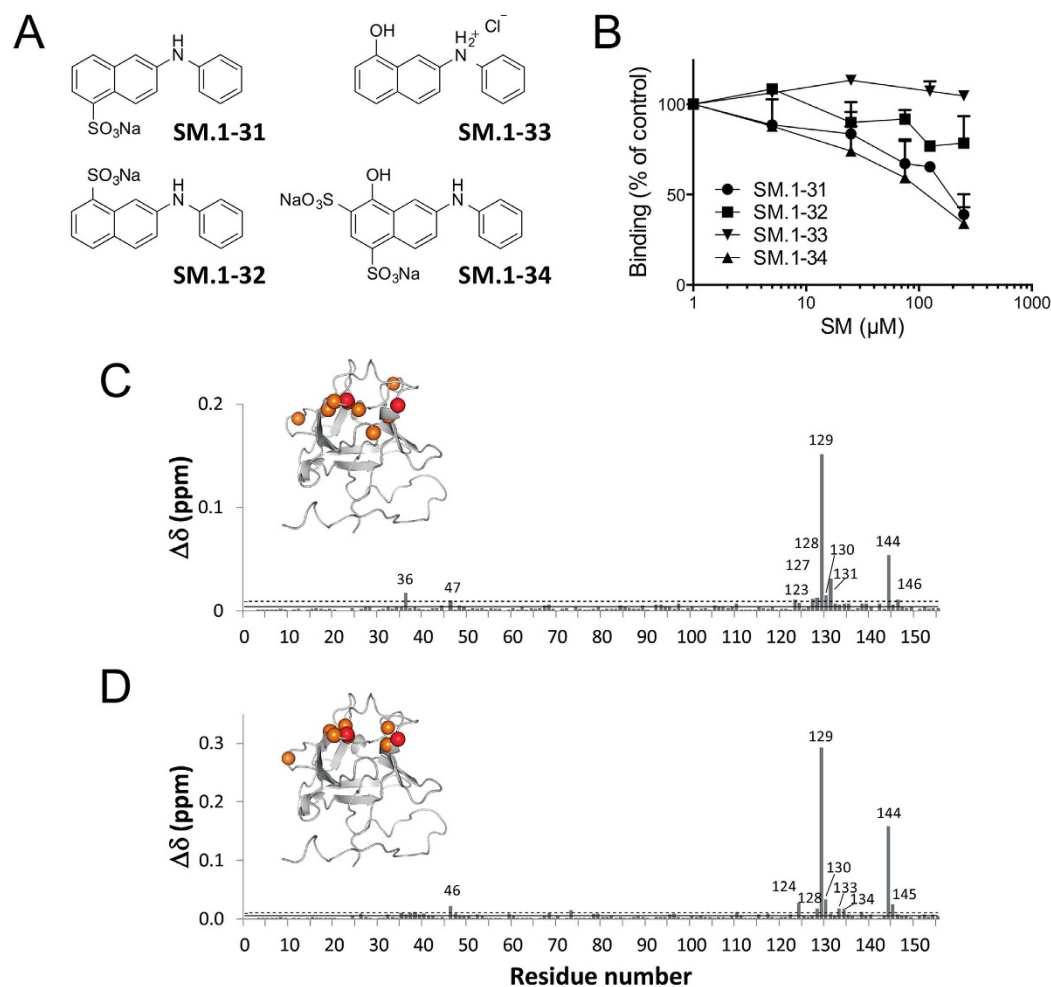 A
H
N
SO₃Na
SM.1-31
OH
H₂⁺ Cl⁻
N
SM.1-33
SO₃Na
H
N
SM.1-32
OH
NaO₃S
H
N
SO₃Na
SM.1-34
B
Binding (% of control)
100
50
0
SM.1-31
SM.1-32
SM.1-33
SM.1-34
1 10 100 1000
SM (µM)
C
Δδ (ppm)
0.2
0.1
0
36
47
123
127
128
129
130
131
144
146
0 10 20 30 40 50 60 70 80 90 100 110 120 130 140 150
D
Δδ (ppm)
0.3
0.2
0.1
0.0
46
124
128
129
130
133
134
144
145
0 10 20 30 40 50 60 70 80 90 100 110 120 130 140 150
Residue number